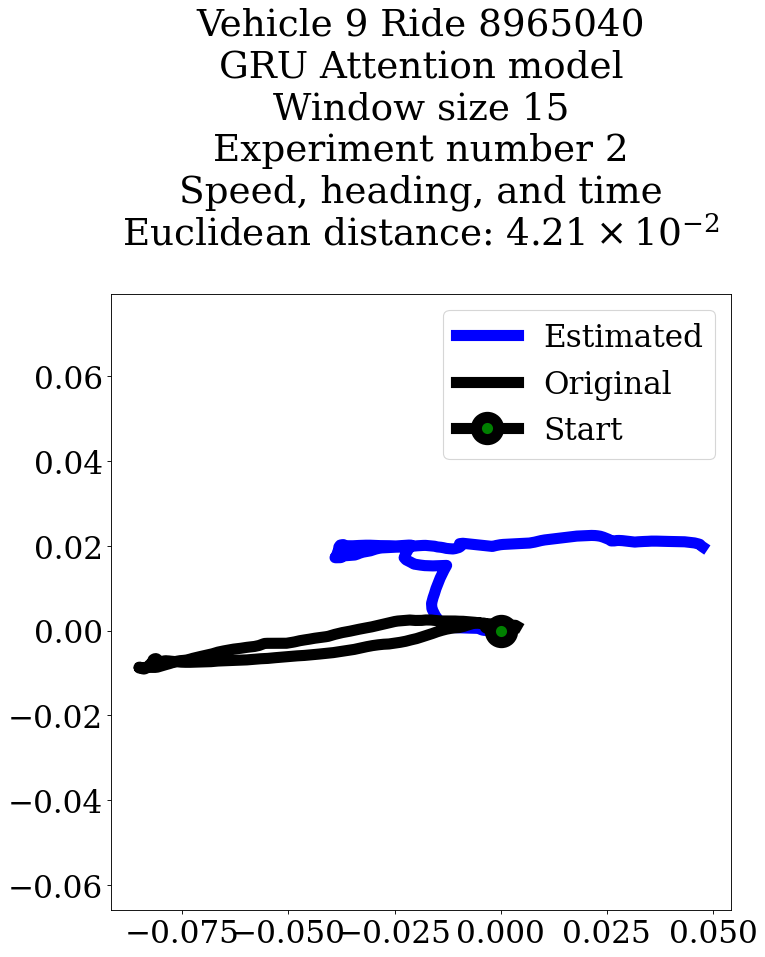 Vehicle 9 Ride 8965040
GRU Attention model
Window size 15
Experiment number 2
Speed, heading, and time
Euclidean distance: 4.21 × 10⁻²
Estimated
Original
Start
0.06
0.04
0.02
0.00
−0.02
−0.04
−0.06
−0.075 −0.050 −0.025 0.000 0.025 0.050